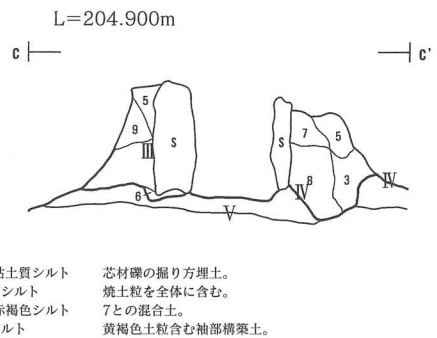 L=204.900m
C C'
5 9 Ⅲ S 6 Ⅴ
S 7 5 8 3 Ⅳ Ⅳ
粘土質シルト 芯材礫の掘り方埋土。
シルト 焼土粒を全体に含む。
赤褐色シルト 7との混合土。
シルト 黄褐色土粒含む袖部構築土。